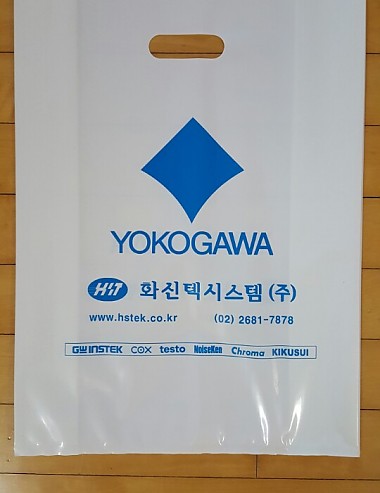 YOKOGAWA
HST 화신텍시스템 (주)
www.hstek.co.kr (02) 2681-7878
GWINSTEK COX testo NoiseKen Chroma KIKUSUI